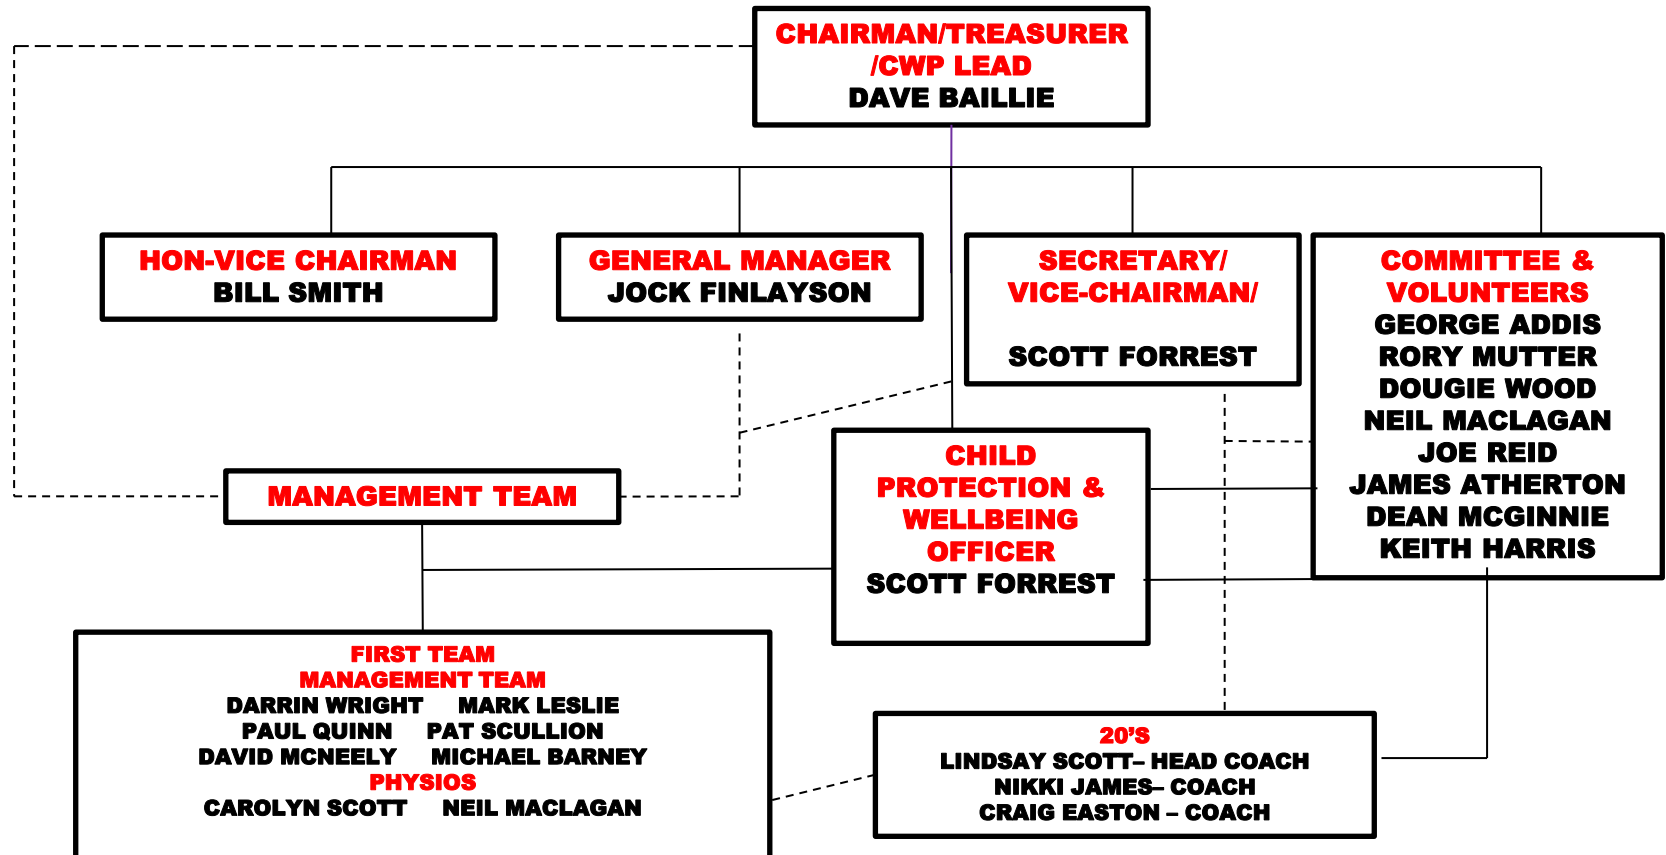 CHAIRMAN/TREASURER
/CWP LEAD
DAVE BAILLIE
HON-VICE CHAIRMAN
BILL SMITH
GENERAL MANAGER
JOCK FINLAYSON
SECRETARY/
VICE-CHAIRMAN/
SCOTT FORREST
COMMITTEE &
VOLUNTEERS
GEORGE ADDIS
RORY MUTTER
DOUGIE WOOD
NEIL MACLAGAN
JOE REID
JAMES ATHERTON
DEAN MCGINNIE
KEITH HARRIS
MANAGEMENT TEAM
CHILD
PROTECTION &
WELLBEING
OFFICER
SCOTT FORREST
FIRST TEAM
MANAGEMENT TEAM
DARRIN WRIGHT MARK LESLIE
PAUL QUINN PAT SCULLION
DAVID MCNEELY MICHAEL BARNEY
PHYSIOS
CAROLYN SCOTT NEIL MACLAGAN
20'S
LINDSAY SCOTT– HEAD COACH
NIKKI JAMES– COACH
CRAIG EASTON – COACH